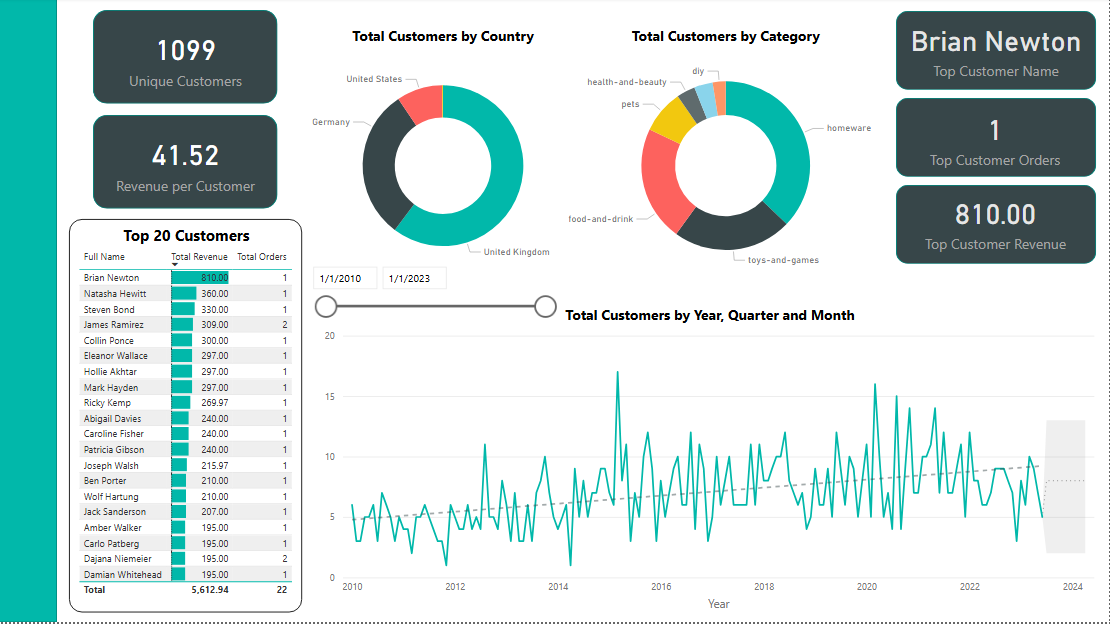 1099
Unique Customers
41.52
Revenue per Customer
Top 20 Customers
Full Name Total Revenue Total Orders
Brian Newton 810.00 1
Natasha Hewitt 360.00 1
Steven Bond 330.00 1
James Ramirez 309.00 2
Collin Ponce 300.00 1
Eleanor Wallace 297.00 1
Hollie Akhtar 297.00 1
Mark Hayden 297.00 1
Ricky Kemp 269.97 1
Abigail Davies 240.00 1
Caroline Fisher 240.00 1
Patricia Gibson 240.00 1
Joseph Walsh 215.97 1
Ben Porter 210.00 1
Wolf Hartung 210.00 1
Jack Sanderson 207.00 1
Amber Walker 195.00 1
Carlo Patberg 195.00 1
Dajana Niemeier 195.00 2
Damian Whitehead 195.00 1
Total 5,612.94 22
Total Customers by Country
United States
Germany
United Kingdom
Total Customers by Category
diy
health-and-beauty
pets
homeware
food-and-drink
toys-and-games
Brian Newton
Top Customer Name
1
Top Customer Orders
810.00
Top Customer Revenue
1/1/2010 1/1/2023
Total Customers by Year, Quarter and Month
20
15
10
5
0
2010 2012 2014 2016 2018 2020 2022 2024
Year